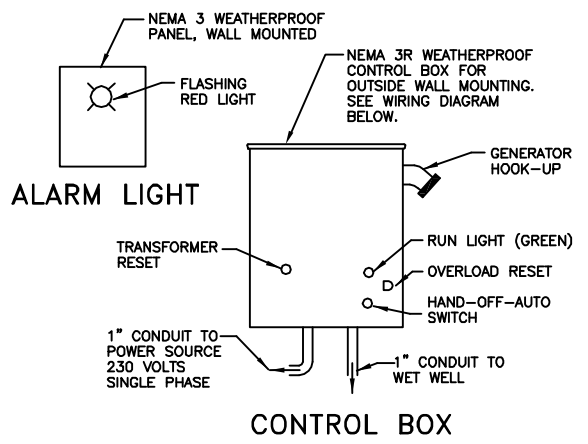 NEMA 3 WEATHERPROOF
PANEL, WALL MOUNTED
FLASHING
RED LIGHT
ALARM LIGHT
NEMA 3R WEATHERPROOF
CONTROL BOX FOR
OUTSIDE WALL MOUNTING.
SEE WIRING DIAGRAM
BELOW.
GENERATOR
HOOK-UP
TRANSFORMER
RESET
RUN LIGHT (GREEN)
OVERLOAD RESET
HAND-OFF-AUTO
SWITCH
1" CONDUIT TO
POWER SOURCE
230 VOLTS
SINGLE PHASE
1" CONDUIT TO
WET WELL
CONTROL BOX